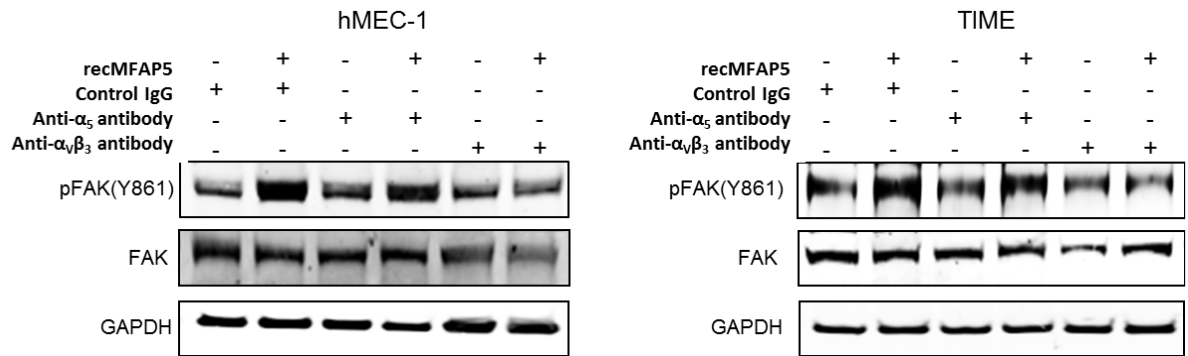 hMEC-1
recMFAP5 - + - + - +
Control IgG + + - - - -
Anti-α₅ antibody - - + + - -
Anti-αᵥβ₃ antibody - - - - + +
pFAK(Y861)
FAK
GAPDH
TIME
recMFAP5 - + - + - +
Control IgG + + - - - -
Anti-α₅ antibody - - + + - -
Anti-αᵥβ₃ antibody - - - - + +
pFAK(Y861)
FAK
GAPDH